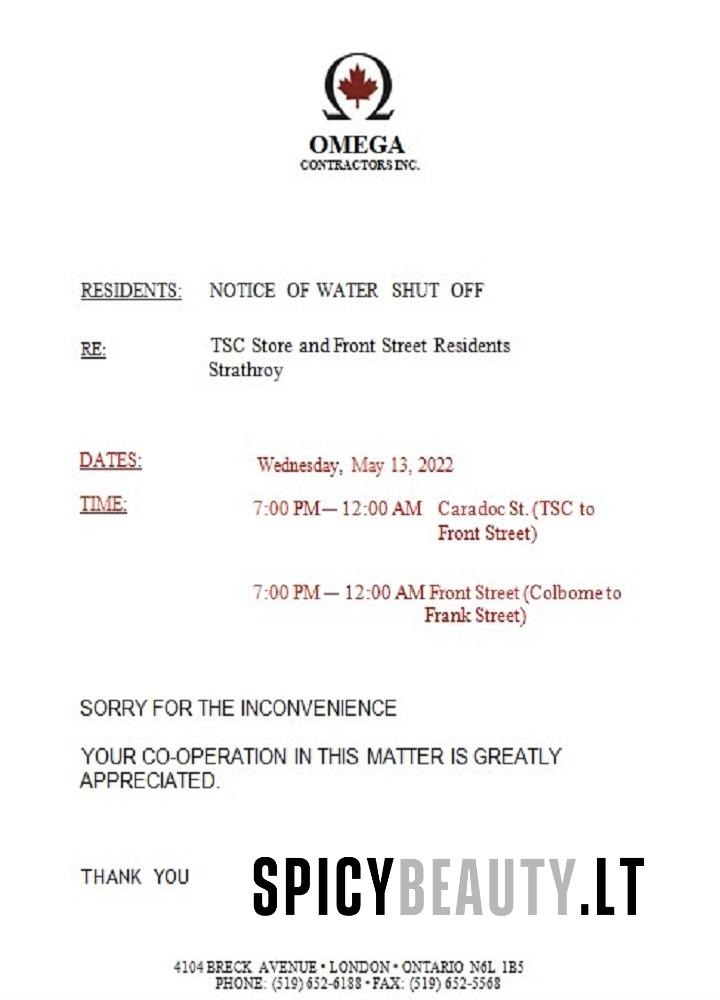 OMEGA
CONTRACTORS INC.
RESIDENTS: NOTICE OF WATER SHUT OFF
RE: TSC Store and Front Street Residents
Strathroy
DATES: Wednesday, May 13, 2022
TIME: 7:00 PM— 12:00 AM Caradoc St. (TSC to
Front Street)
7:00 PM — 12:00 AM Front Street (Colbome to
Frank Street)
SORRY FOR THE INCONVENIENCE
YOUR CO-OPERATION IN THIS MATTER IS GREATLY
APPRECIATED.
THANK YOU SPICYBEAUTY.LT
4104 BRECK AVENUE • LONDON • ONTARIO N6L 1B5
PHONE: (519) 652-6188 • FAX: (519) 652-5568